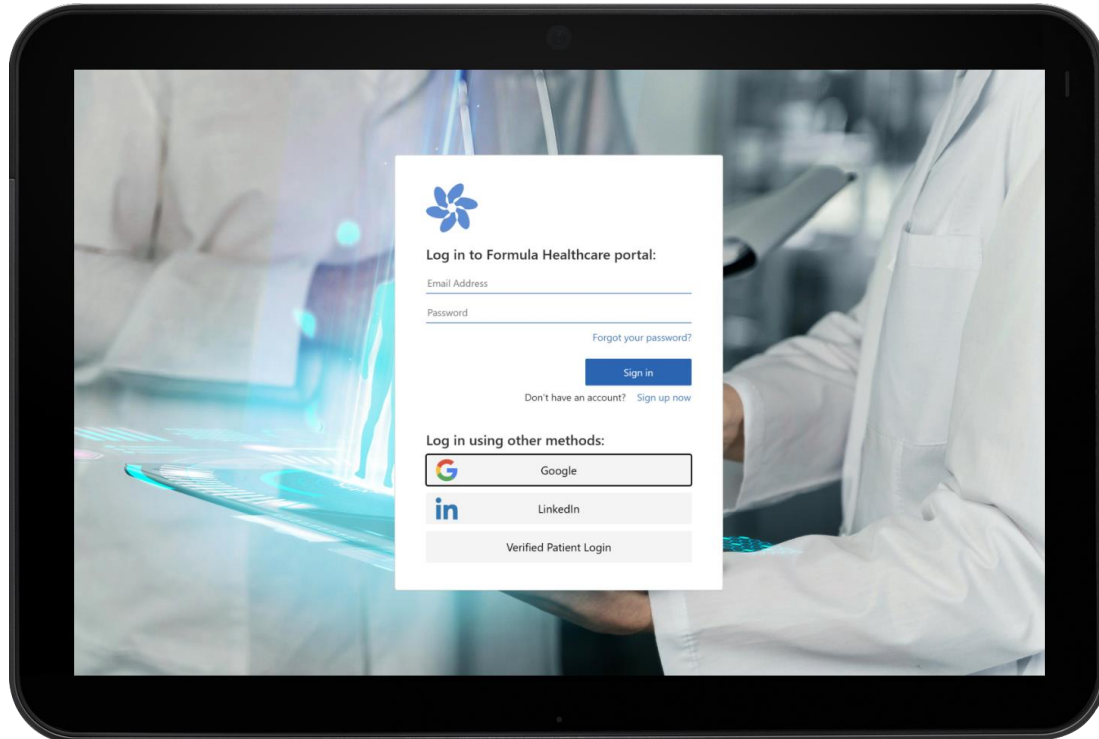 Log in to Formula Healthcare portal:
Email Address
Password
Forgot your password?
Sign in
Don't have an account? Sign up now
Log in using other methods:
Google
in LinkedIn
Verified Patient Login